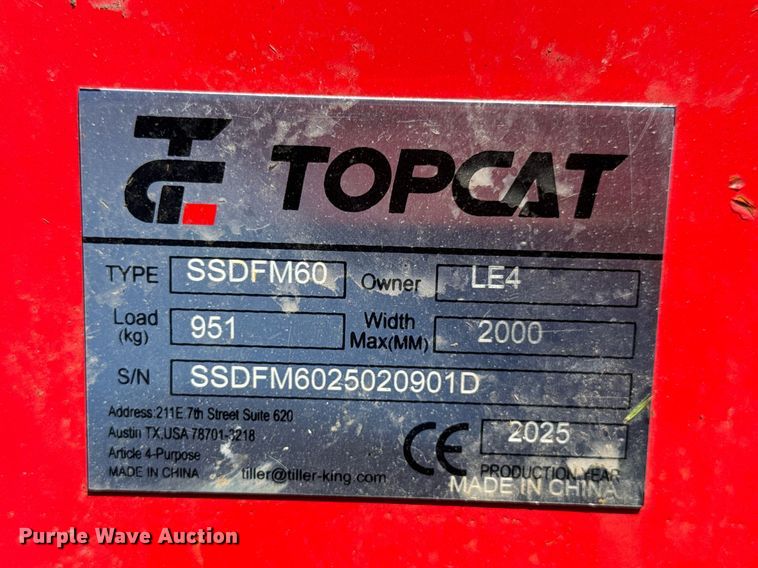 TC TOPCAT
TYPE SSDFM60 Owner LE4
Load (kg) 951 Width Max(MM) 2000
S/N SSDFM6025020901D
Address:211E.7th Street Suite 620
Austin TX,USA 78701-3218
Article 4-Purpose
MADE IN CHINA tiller@tiller-king.com
CE 2025
PRODUCTION YEAR
MADE IN CHINA
Purple Wave Auction